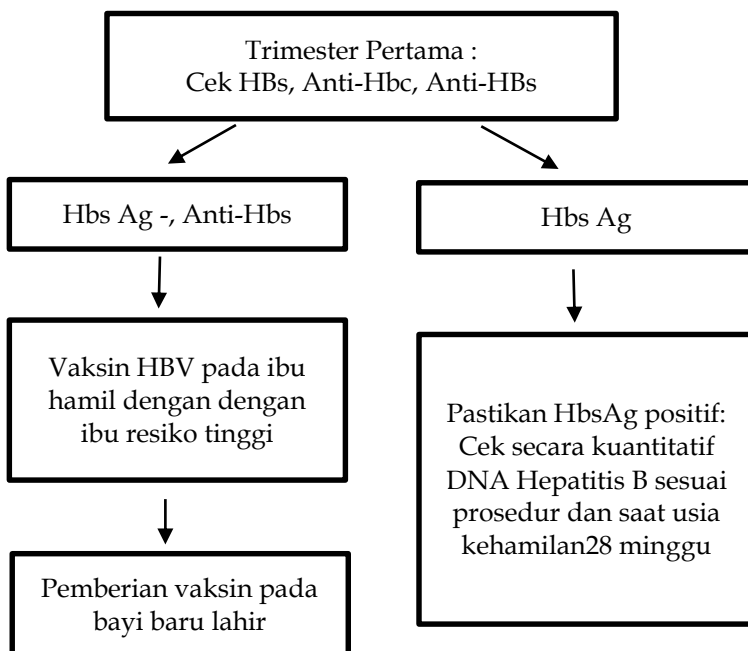 Trimester Pertama :
Cek HBs, Anti-Hbc, Anti-HBs
Hbs Ag -, Anti-Hbs
Hbs Ag
Vaksin HBV pada ibu
hamil dengan dengan
ibu resiko tinggi
Pastikan HbsAg positif:
Cek secara kuantitatif
DNA Hepatitis B sesuai
prosedur dan saat usia
kehamilan28 minggu
Pemberian vaksin pada
bayi baru lahir